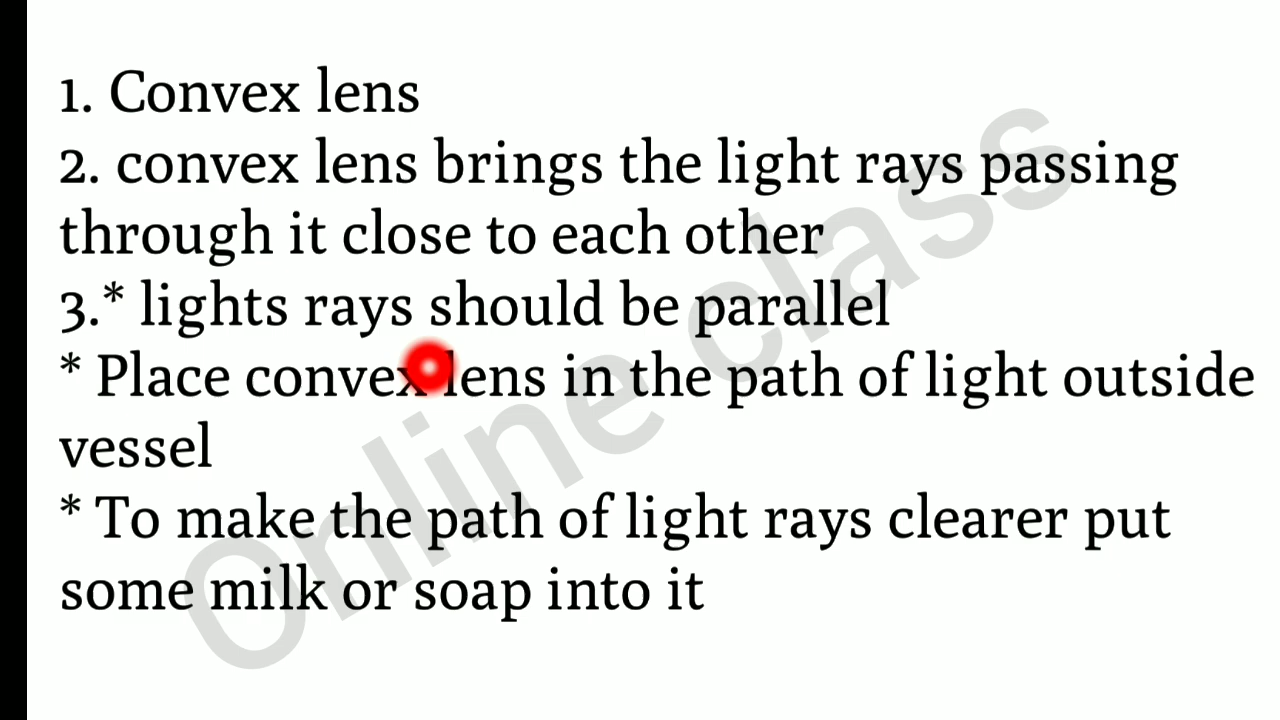 1. Convex lens
2. convex lens brings the light rays passing
through it close to each other
3.* lights rays should be parallel
* Place convex lens in the path of light outside
vessel
* To make the path of light rays clearer put
some milk or soap into it
Online class